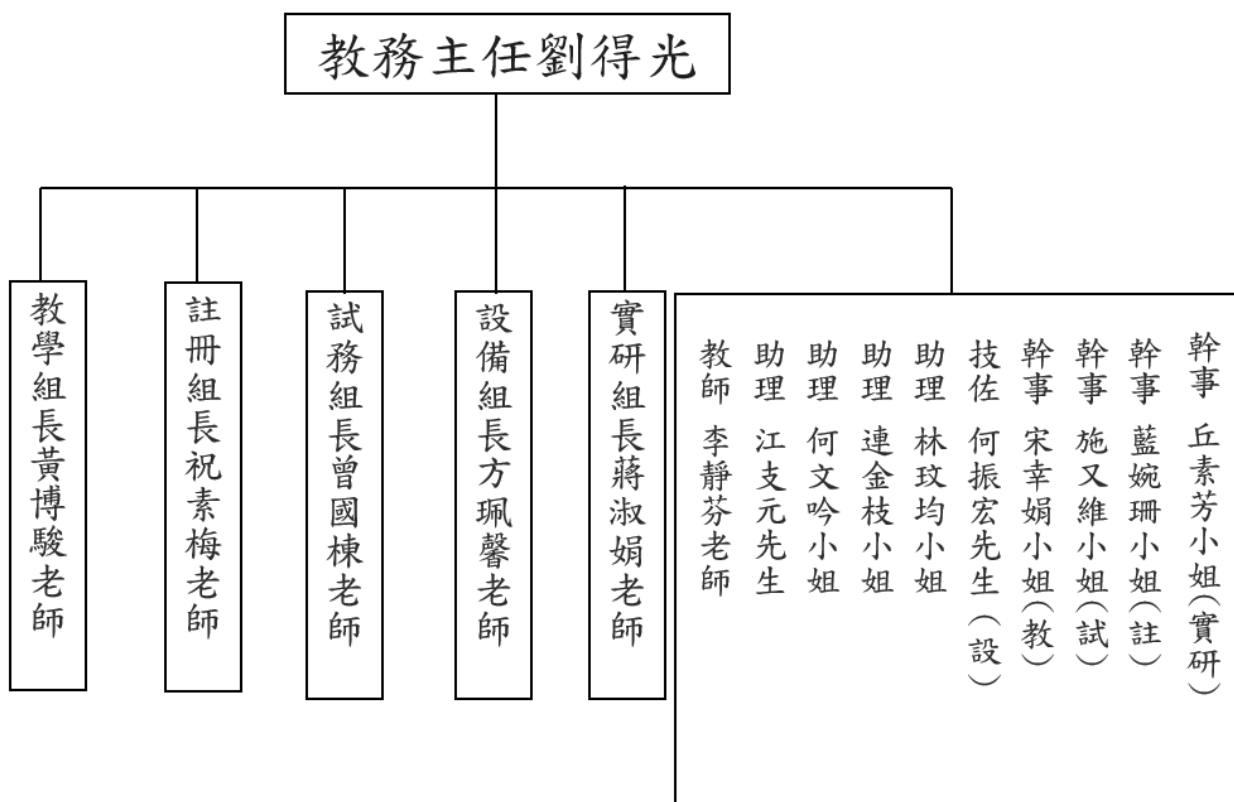 教務主任劉得光
教學組長黃博駿老師
註冊組長祝素梅老師
試務組長曾國棟老師
設備組長方珮馨老師
實研組長蔣淑娟老師
幹事 丘素芳小姐(實研)
幹事 藍婉珊小姐(註)
幹事 施又維小姐(試)
幹事 宋幸娟小姐(教)
技佐 何振宏先生(設)
助理 林玟均小姐
助理 連金枝小姐
助理 何文吟小姐
助理 江支元先生
教師 李靜芬老師